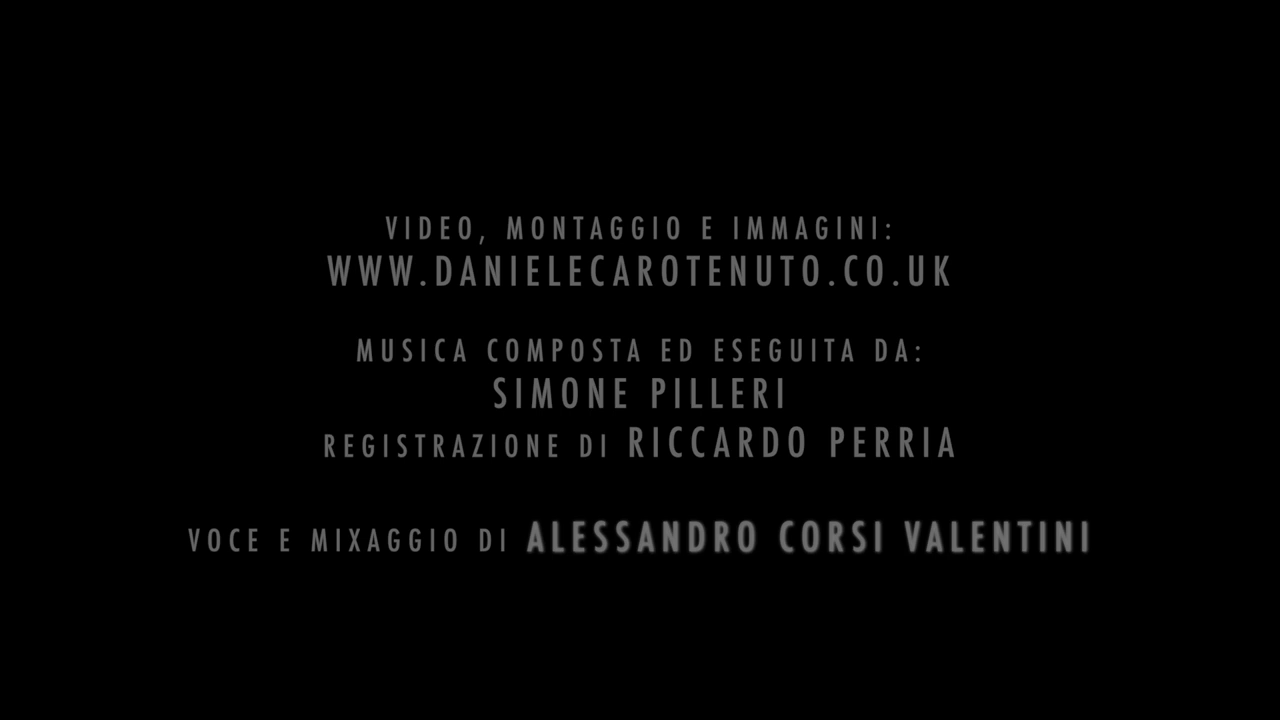 VIDEO, MONTAGGIO E IMMAGINI:
WWW.DANIELECAROTENUTO.CO.UK
MUSICA COMPOSTA ED ESEGUITA DA:
SIMONE PILLERI
REGISTRAZIONE DI RICCARDO PERRIA
VOCE E MIXAGGIO DI ALESSANDRO CORSI VALENTINI